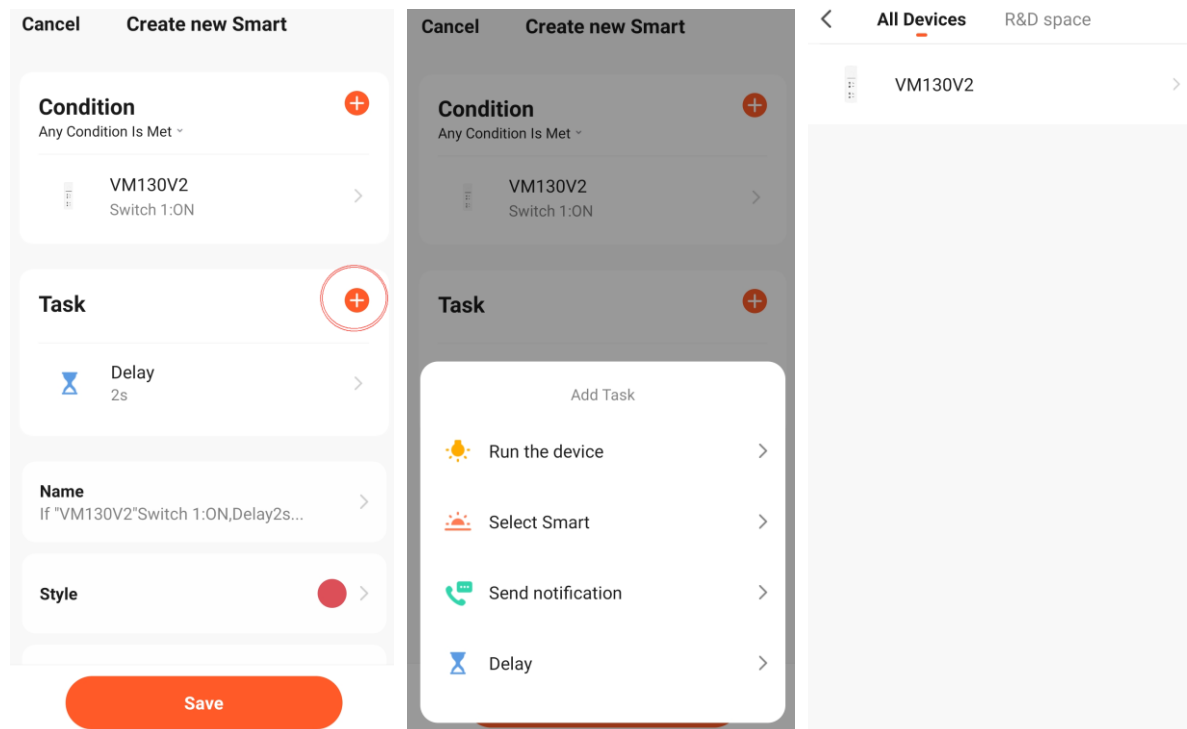 Cancel Create new Smart
Condition
Any Condition Is Met
VM130V2
Switch 1:ON
Task
Delay
2s
Name
If "VM130V2"Switch 1:ON,Delay2s...
Style
Save
Cancel Create new Smart
Condition
Any Condition Is Met
VM130V2
Switch 1:ON
Task
Add Task
Run the device
Select Smart
Send notification
Delay
All Devices R&D space
VM130V2